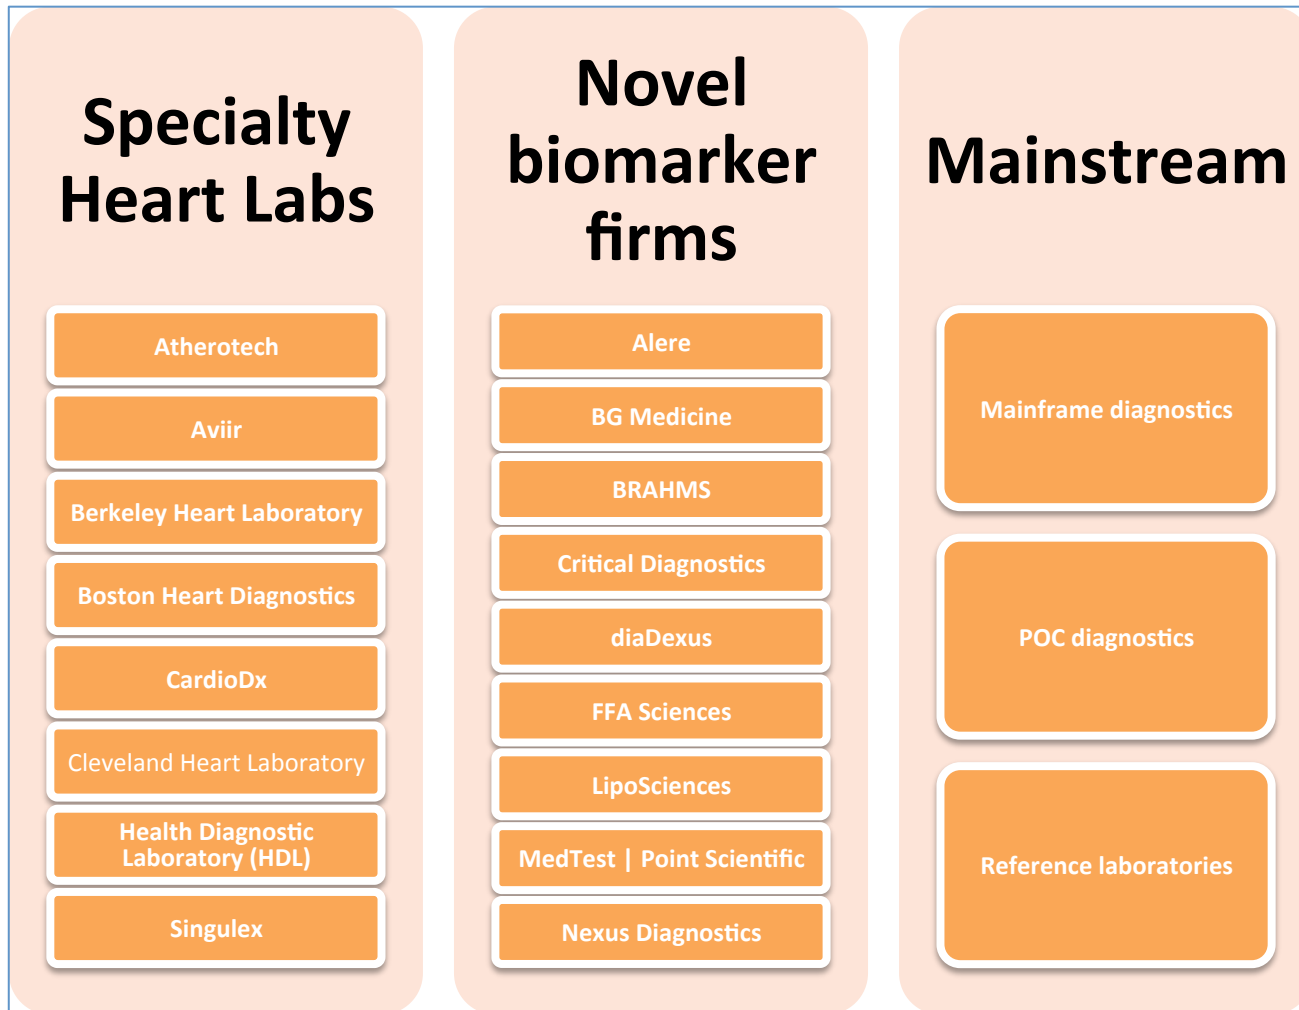 Specialty
Heart Labs
Atherotech
Aviir
Berkeley Heart Laboratory
Boston Heart Diagnostics
CardioDx
Cleveland Heart Laboratory
Health Diagnostic
Laboratory (HDL)
Singulex
Novel
biomarker
firms
Alere
BG Medicine
BRAHMS
Critical Diagnostics
diaDexus
FFA Sciences
LipoSciences
MedTest | Point Scientific
Nexus Diagnostics
Mainstream
Mainframe diagnostics
POC diagnostics
Reference laboratories